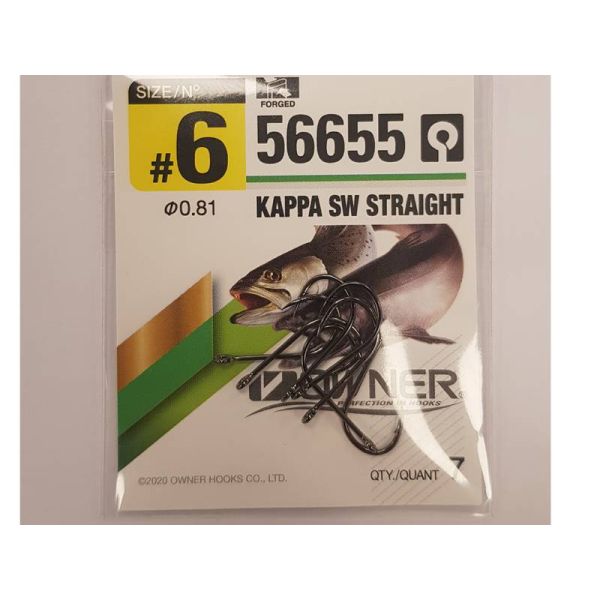 SIZE/Nº
#6
Φ0.81
FORGED
56655
KAPPA SW STRAIGHT
OWNER®
PERFECTION IN HOOKS
©2020 OWNER HOOKS CO., LTD.
QTY./QUANT 7